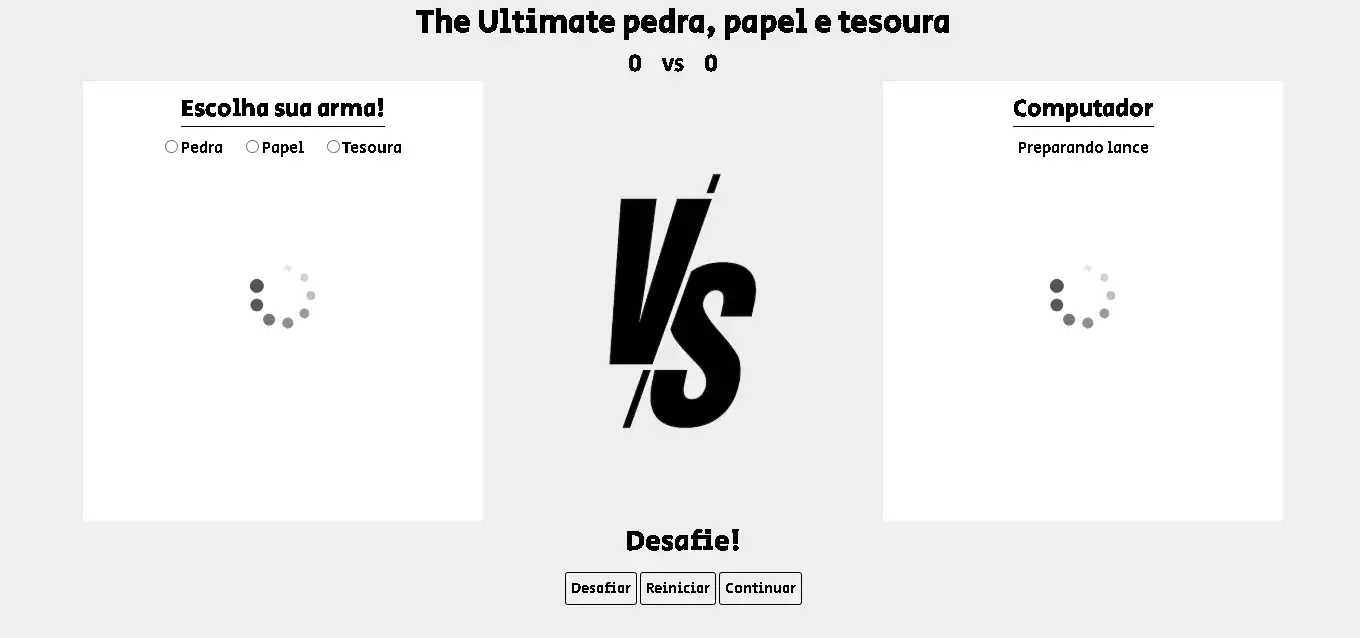 The Ultimate pedra, papel e tesoura
0 vs 0
Escolha sua arma!
Pedra Papel Tesoura
Computador
Preparando lance
VS
Desafie!
Desafiar Reiniciar Continuar